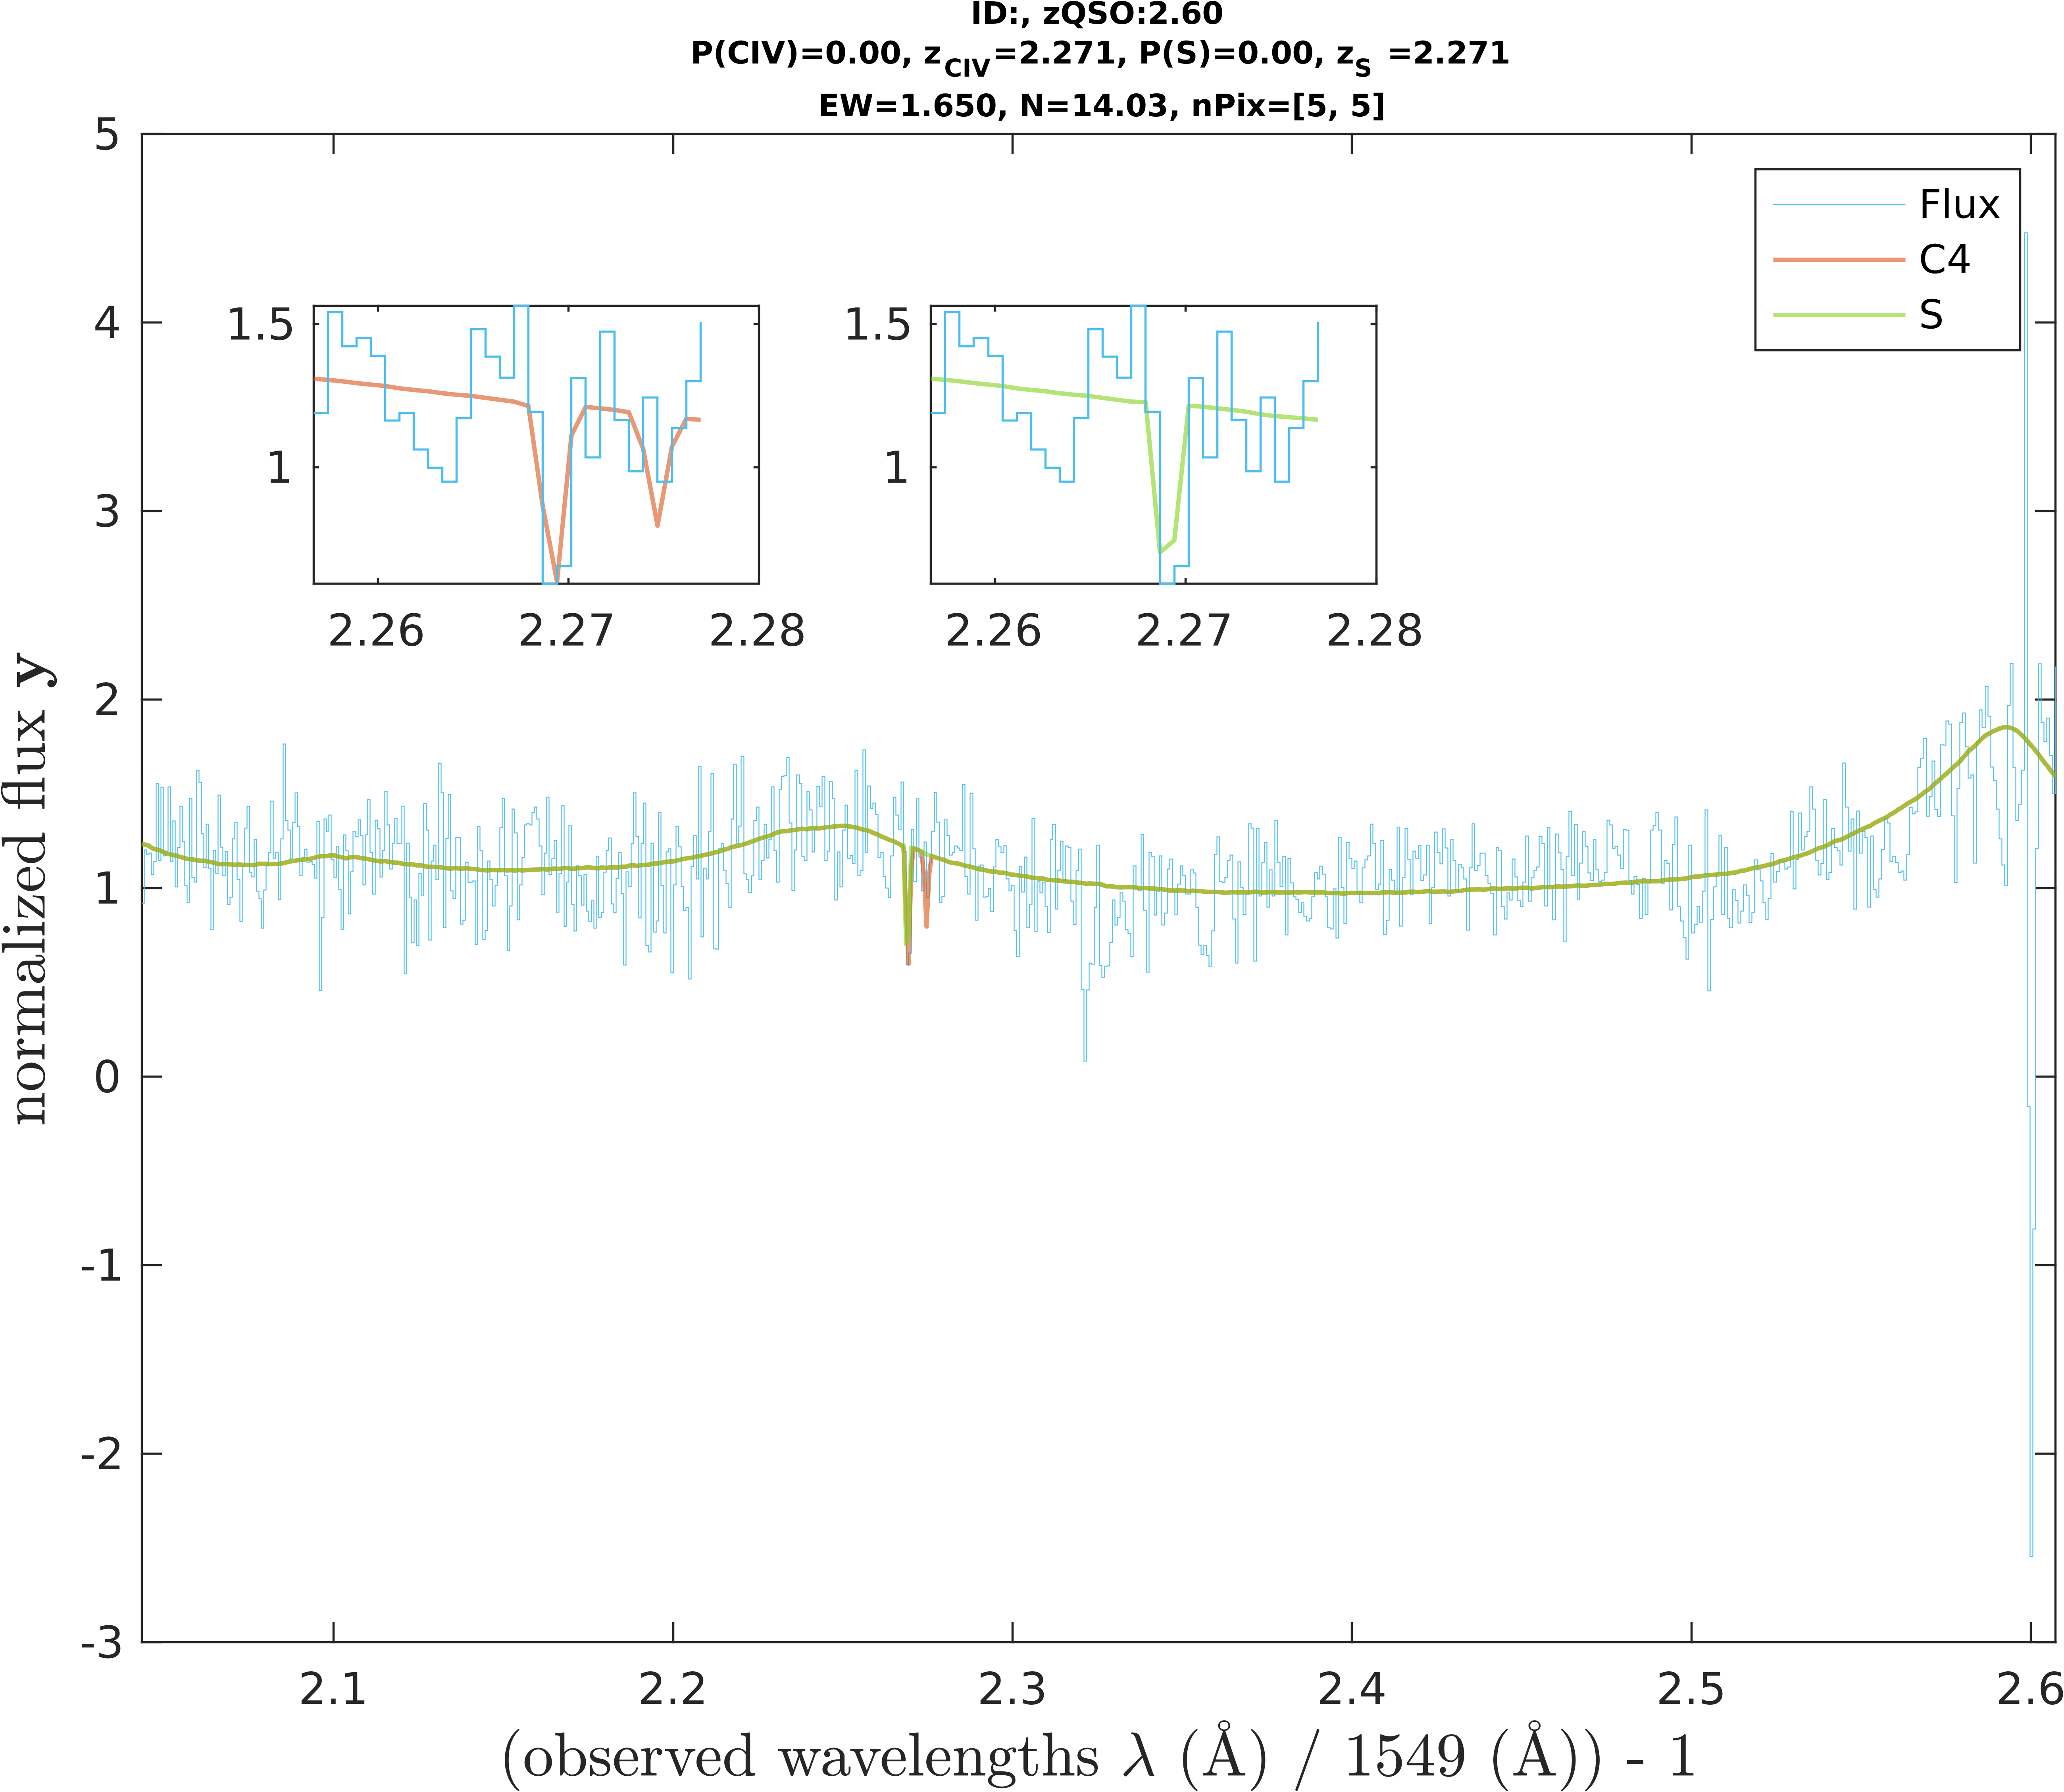 ID:, zQSO:2.60
P(CIV)=0.00, zCIV=2.271, P(S)=0.00, zS =2.271
EW=1.650, N=14.03, nPix=[5, 5]
5
4
3
2
1
0
-1
-2
-3
normalized flux y
Flux
C4
S
1.5
1
2.26 2.27 2.28
1.5
1
2.26 2.27 2.28
2.1 2.2 2.3 2.4 2.5 2.6
(observed wavelengths λ (Å) / 1549 (Å)) - 1